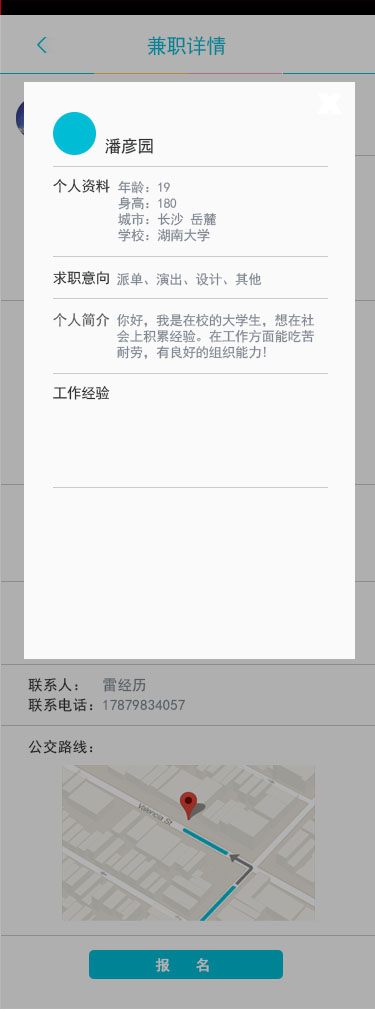 兼职详情
潘彦园
个人资料 年龄：19
身高：180
城市：长沙 岳麓
学校：湖南大学
求职意向 派单、演出、设计、其他
个人简介 你好，我是在校的大学生，想在社
会上积累经验。在工作方面能吃苦
耐劳，有良好的组织能力！
工作经验
联系人： 雷经历
联系电话：17879834057
公交路线：
Valencia St
报 名